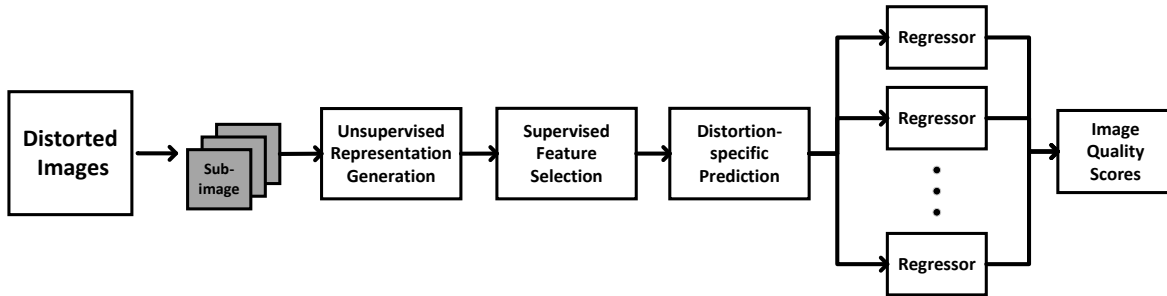 Distorted
Images
Sub-
image
Unsupervised
Representation
Generation
Supervised
Feature
Selection
Distortion-
specific
Prediction
Regressor
Regressor
Regressor
Image
Quality
Scores